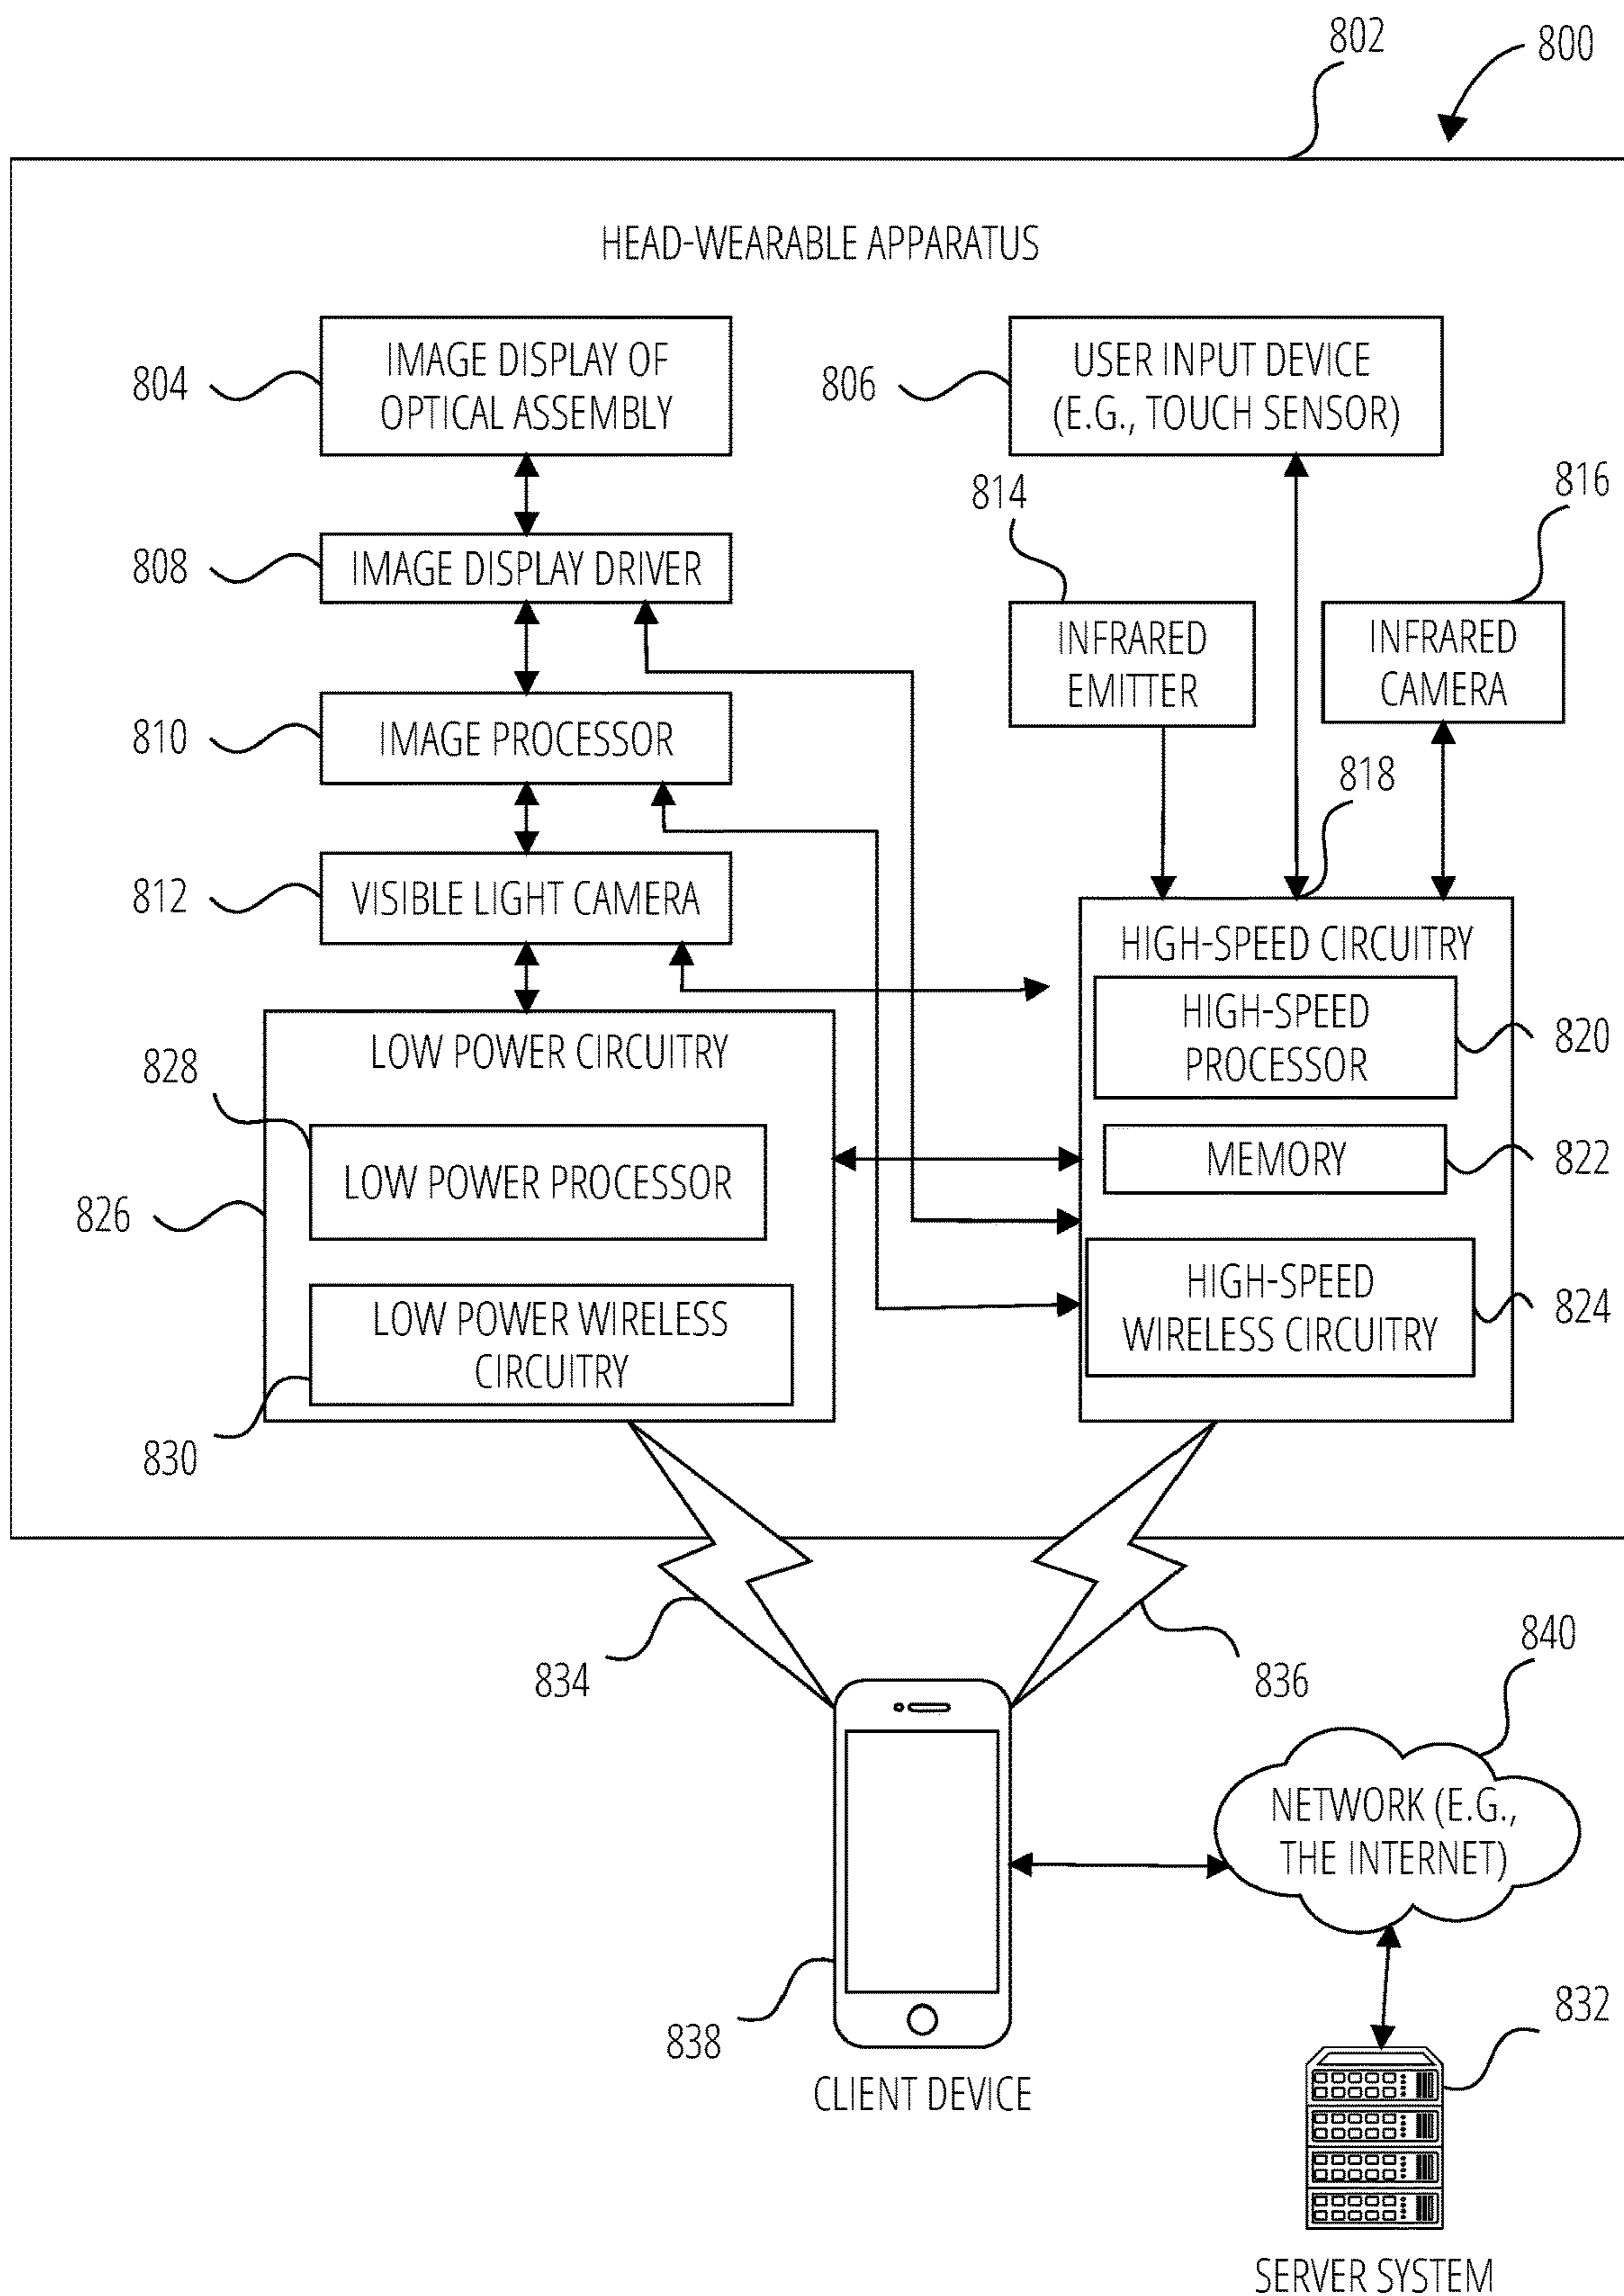 802
800
HEAD-WEARABLE APPARATUS
804
IMAGE DISPLAY OF
OPTICAL ASSEMBLY
806
USER INPUT DEVICE
(E.G., TOUCH SENSOR)
808
IMAGE DISPLAY DRIVER
814
INFRARED
EMITTER
816
INFRARED
CAMERA
810
IMAGE PROCESSOR
812
VISIBLE LIGHT CAMERA
818
HIGH-SPEED CIRCUITRY
HIGH-SPEED
PROCESSOR
820
MEMORY
822
HIGH-SPEED
WIRELESS CIRCUITRY
824
LOW POWER CIRCUITRY
828
LOW POWER PROCESSOR
826
LOW POWER WIRELESS
CIRCUITRY
830
834
836
840
NETWORK (E.G.,
THE INTERNET)
838
CLIENT DEVICE
832
SERVER SYSTEM